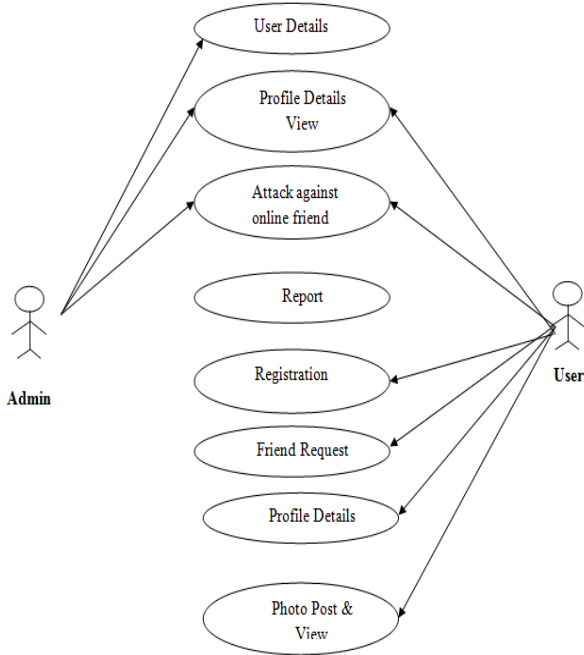 User Details
Profile Details
View
Attack against
online friend
Report
Admin
User
Registration
Friend Request
Profile Details
Photo Post &
View